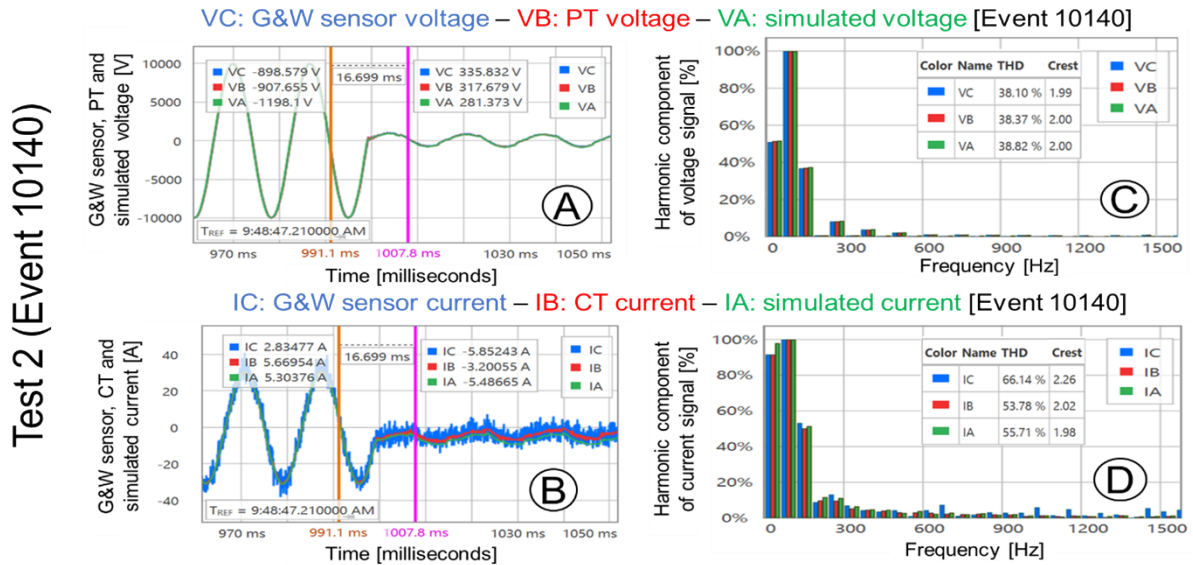 VC: G&W sensor voltage – VB: PT voltage – VA: simulated voltage [Event 10140]
Test 2 (Event 10140)
G&W sensor, PT and
simulated voltage [V]
10000
5000
0
-5000
-10000
VC -898.579 V
VB -907.655 V
VA -1198.1 V
16.699 ms
VC 335.832 V
VB 317.679 V
VA 281.373 V
VC
VB
VA
A
TREF = 9:48:47.210000 AM
970 ms
991.1 ms
1007.8 ms
1030 ms
1050 ms
Time [milliseconds]
Harmonic component
of voltage signal [%]
100%
80%
60%
40%
20%
0%
Color Name THD Crest
VC 38.10 % 1.99
VB 38.37 % 2.00
VA 38.82 % 2.00
VC
VB
VA
C
0 300 600 900 1200 1500
Frequency [Hz]
IC: G&W sensor current – IB: CT current – IA: simulated current [Event 10140]
G&W sensor, CT and
simulated current [A]
40
20
0
-20
-40
IC 2.83477 A
IB 5.66954 A
IA 5.30376 A
16.699 ms
IC -5.85243 A
IB -3.20055 A
IA -5.48665 A
IC
IB
IA
B
TREF = 9:48:47.210000 AM
970 ms
991.1 ms
1007.8 ms
1030 ms
1050 ms
Time [milliseconds]
Harmonic component
of current signal [%]
100%
80%
60%
40%
20%
0%
Color Name THD Crest
IC 66.14 % 2.26
IB 53.78 % 2.02
IA 55.71 % 1.98
IC
IB
IA
D
0 300 600 900 1200 1500
Frequency [Hz]